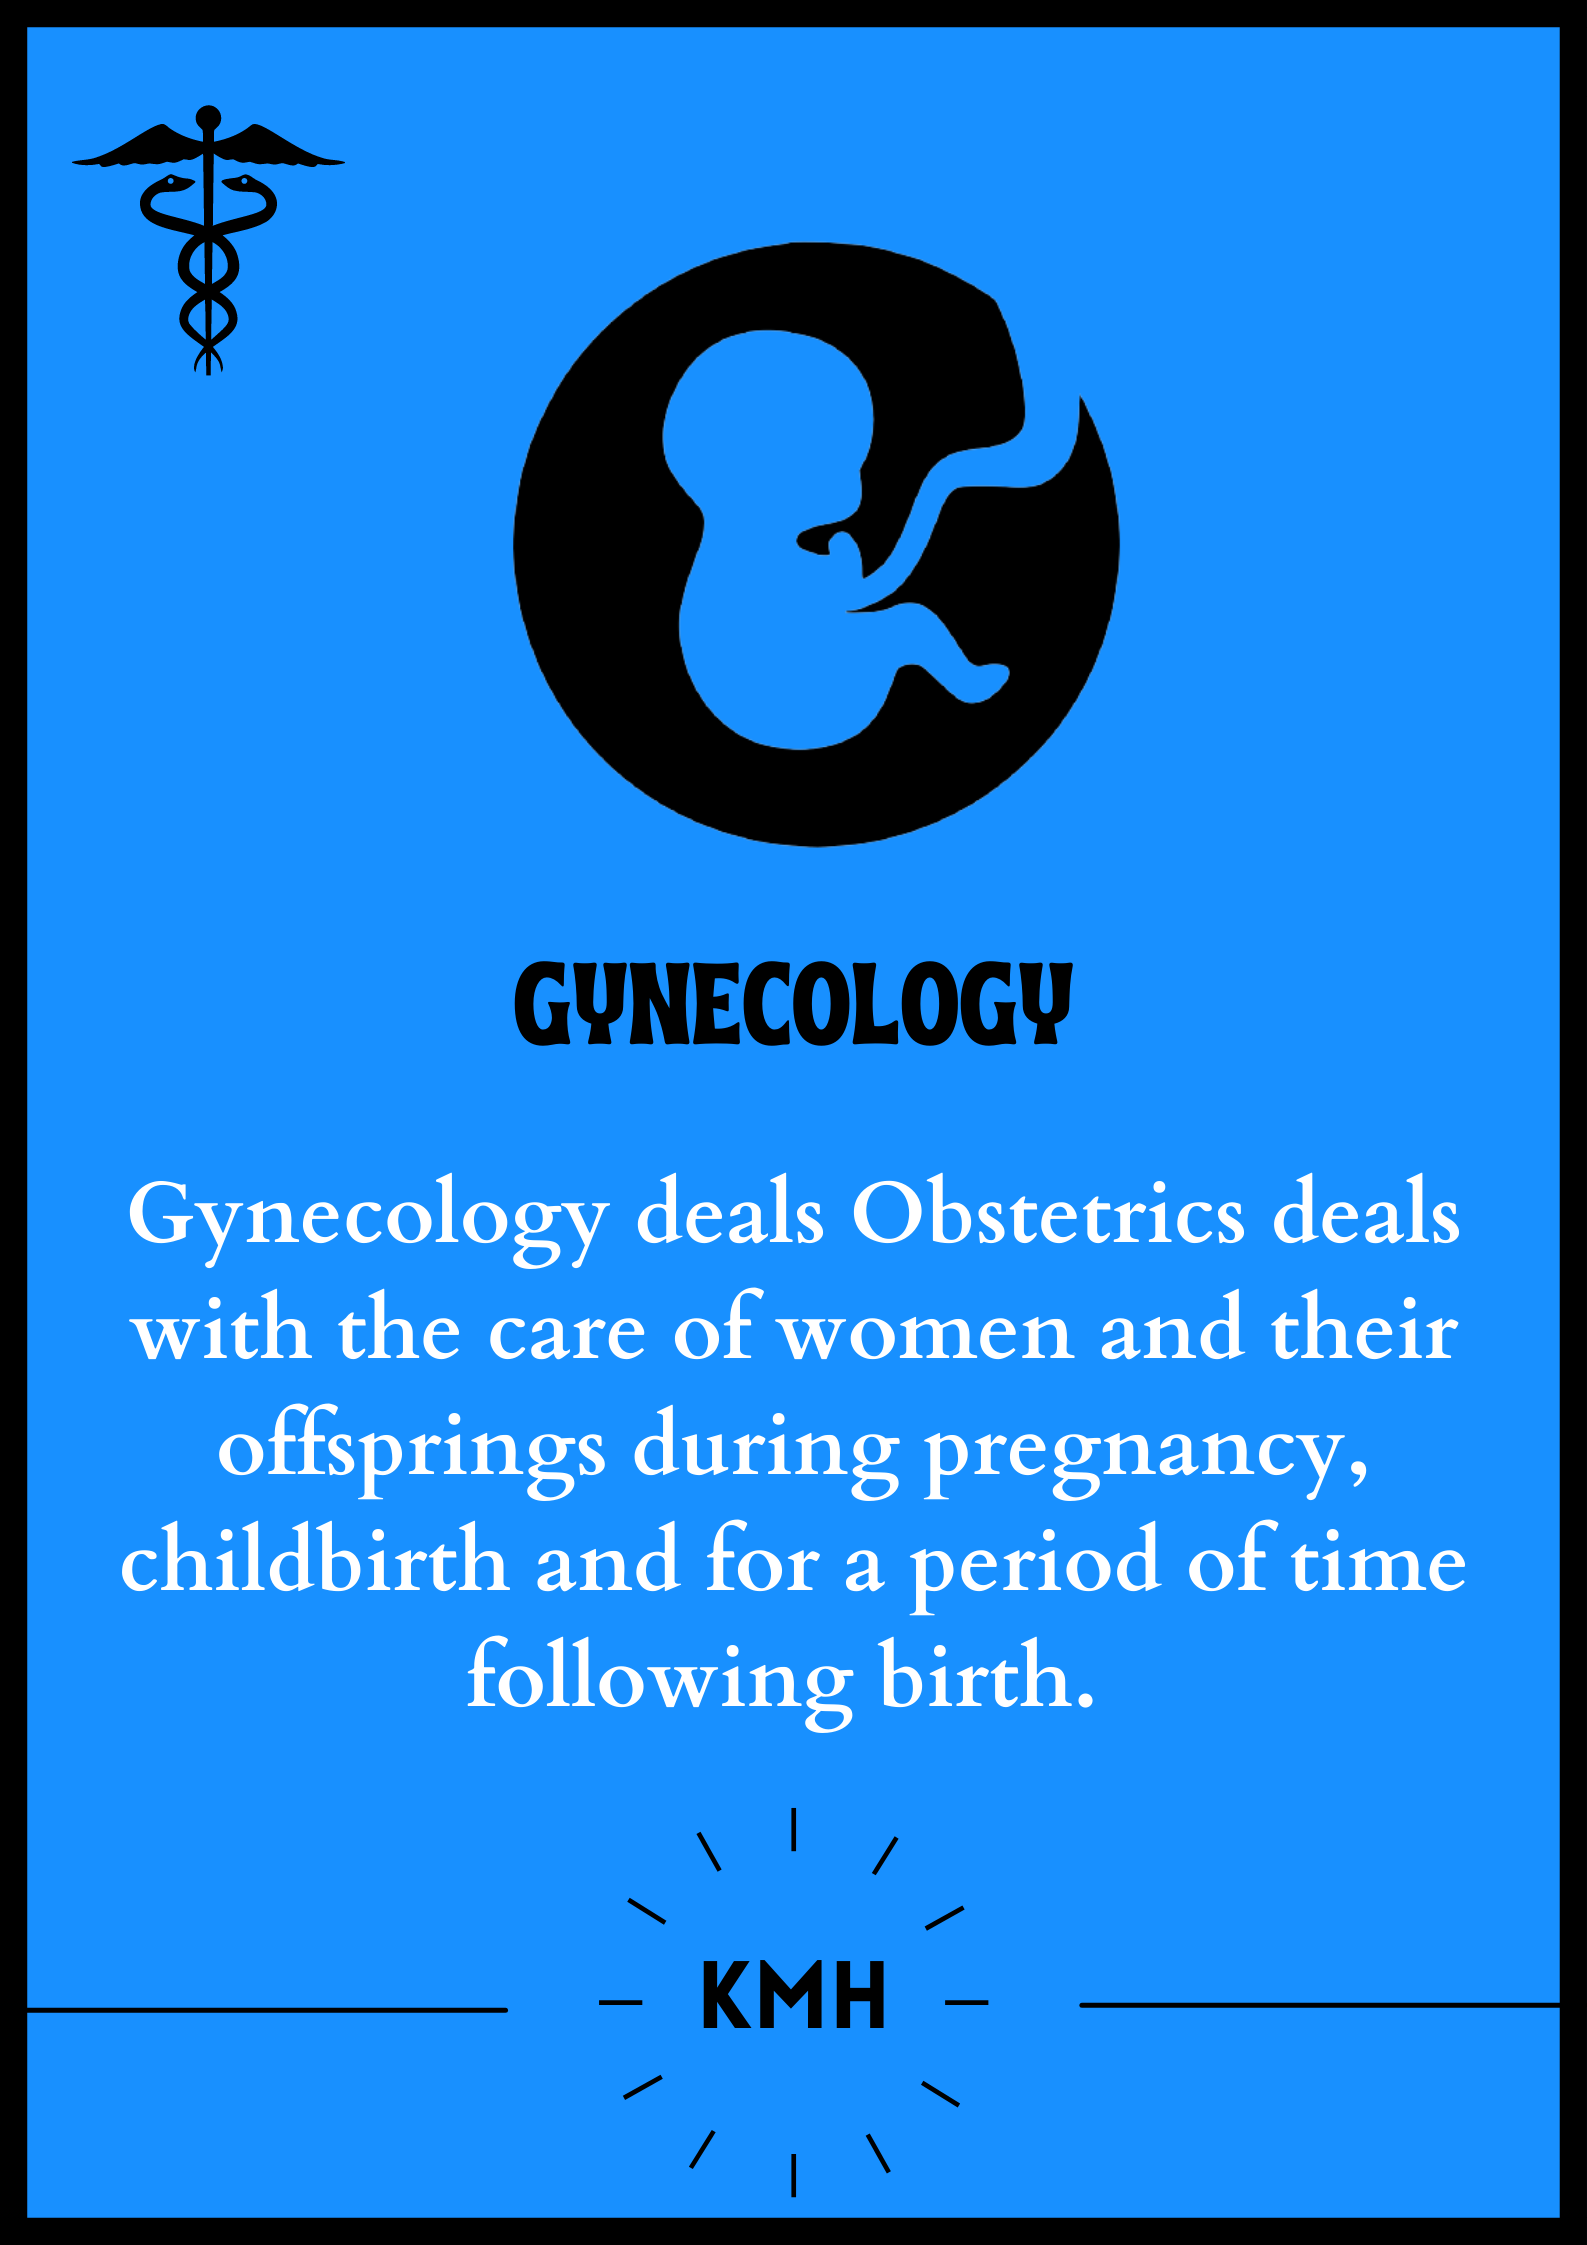 GYNECOLOGY
Gynecology deals Obstetrics deals
with the care of women and their
offsprings during pregnancy,
childbirth and for a period of time
following birth.
KMH